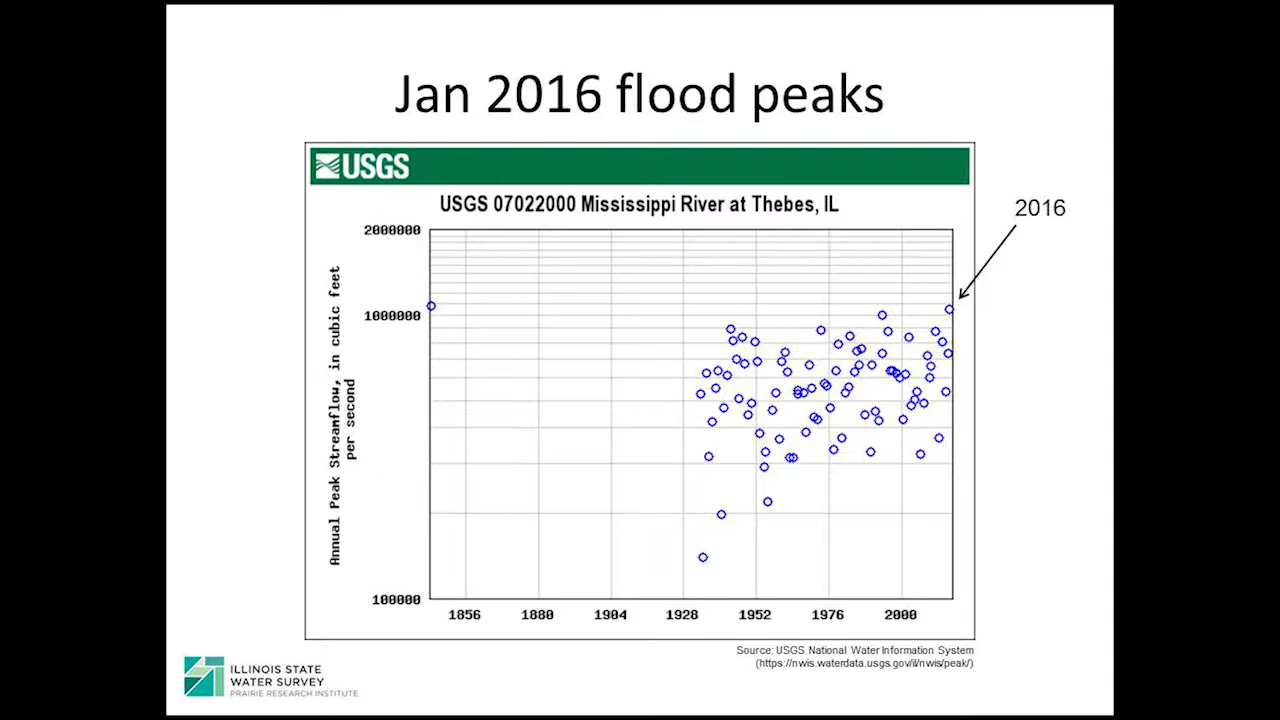 Jan 2016 flood peaks
USGS
USGS 07022000 Mississippi River at Thebes, IL
2016
2000000
1000000
100000
Annual Peak Streamflow, in cubic feet
per second
1856 1880 1904 1928 1952 1976 2000
Source: USGS National Water Information System
(https://nwis.waterdata.usgs.gov/il/nwis/peak/)
ILLINOIS STATE
WATER SURVEY
PRAIRIE RESEARCH INSTITUTE